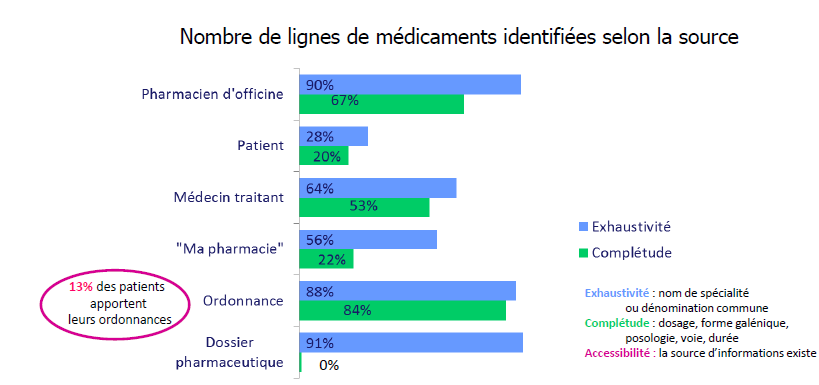 Nombre de lignes de médicaments identifiées selon la source
Pharmacien d'officine
90%
67%
Patient
28%
20%
Médecin traitant
64%
53%
"Ma pharmacie"
56%
22%
Ordonnance
88%
84%
Dossier
pharmaceutique
91%
0%
13% des patients
apportent
leurs ordonnances
Exhaustivité
Complétude
Exhaustivité : nom de spécialité
ou dénomination commune
Complétude : dosage, forme galénique,
posologie, voie, durée
Accessibilité : la source d'informations existe